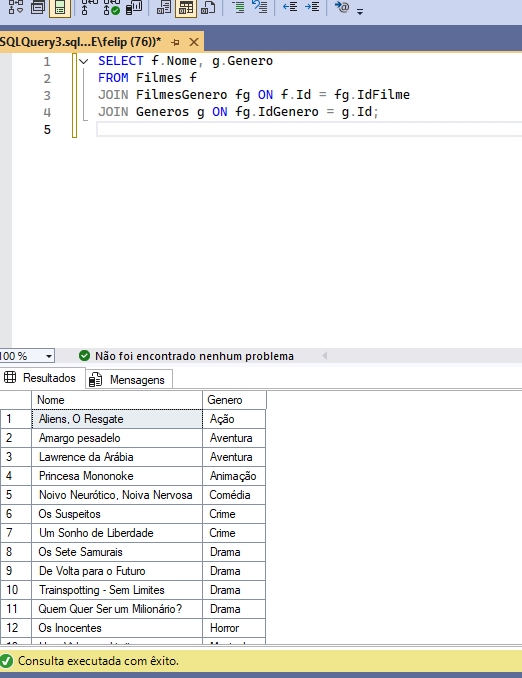 SQLQuery3.sql...E\felip (76))*
1 SELECT f.Nome, g.Genero
2 FROM Filmes f
3 JOIN FilmesGenero fg ON f.Id = fg.IdFilme
4 JOIN Generos g ON fg.IdGenero = g.Id;
5
100 % Não foi encontrado nenhum problema
Resultados Mensagens
Nome Genero
1 Aliens, O Resgate Ação
2 Amargo pesadelo Aventura
3 Lawrence da Arábia Aventura
4 Princesa Mononoke Animação
5 Noivo Neurótico, Noiva Nervosa Comédia
6 Os Suspeitos Crime
7 Um Sonho de Liberdade Crime
8 Os Sete Samurais Drama
9 De Volta para o Futuro Drama
10 Trainspotting - Sem Limites Drama
11 Quem Quer Ser um Milionário? Drama
12 Os Inocentes Horror
Consulta executada com êxito.